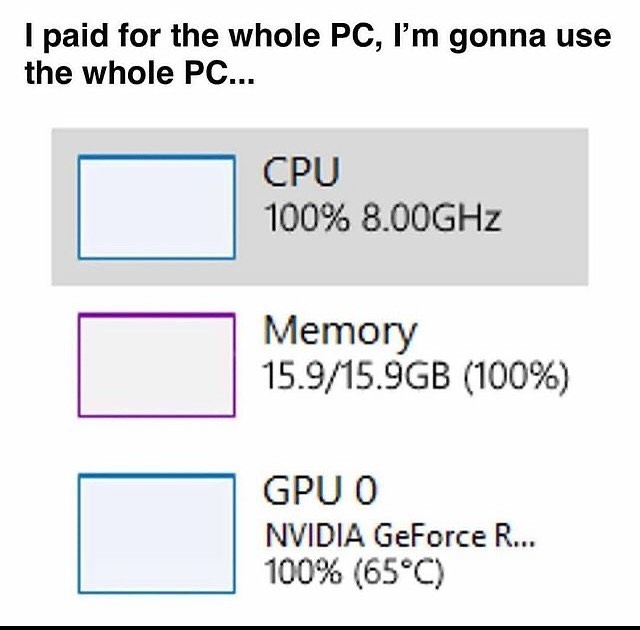 I paid for the whole PC, I’m gonna use
the whole PC...
CPU
100% 8.00GHz
Memory
15.9/15.9GB (100%)
GPU 0
NVIDIA GeForce R...
100% (65°C)